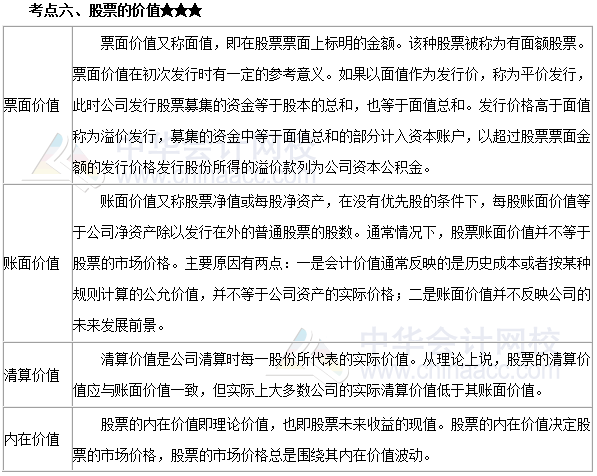 考点六、股票的价值★★★
票面价值
票面价值又称面值，即在股票票面上标明的金额。该种股票被称为有面额股票。
票面价值在初次发行时有一定的参考意义。如果以面值作为发行价，称为平价发行，
此时公司发行股票募集的资金等于股本的总和，也等于面值总和。发行价格高于面值
称为溢价发行，募集的资金中等于面值总和的部分计入资本账户，以超过股票票面金
额的发行价格发行股份所得的溢价款列为公司资本公积金。
账面价值
账面价值又称股票净值或每股净资产，在没有优先股的条件下，每股账面价值等
于公司净资产除以发行在外的普通股票的股数。通常情况下，股票账面价值并不等于
股票的市场价格。主要原因有两点：一是会计价值通常反映的是历史成本或者按某种
规则计算的公允价值，并不等于公司资产的实际价格；二是账面价值并不反映公司的
未来发展前景。
清算价值
清算价值是公司清算时每一股份所代表的实际价值。从理论上说，股票的清算价
值应与账面价值一致，但实际上大多数公司的实际清算价值低于其账面价值。
内在价值
股票的内在价值即理论价值，也即股票未来收益的现值。股票的内在价值决定股
票的市场价格，股票的市场价格总是围绕其内在价值波动。
中华会计网校
www.chinaacc.com
中华会计网校
www.chinaacc.com